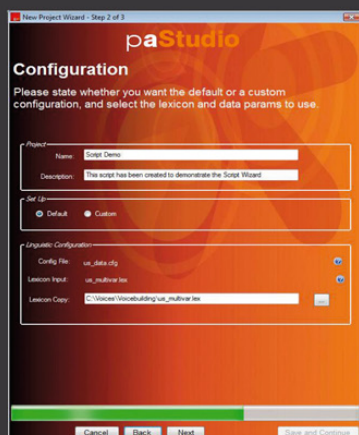 New Project Wizard - Step 2 of 3
paStudio
Configuration
Please state whether you want the default or a custom
configuration, and select the lexicon and data params to use.
Project
Name: Script Demo
Description: This script has been created to demonstrate the Script Wizard
Set Up
Default Custom
Linguistic Configuration
Config File: us_data.cfg
Lexicon Input: us_multivar.lex
Lexicon Copy: C:\Voices\Voicebuilding\us_multivar.lex ...
Cancel Back Next Save and Continue